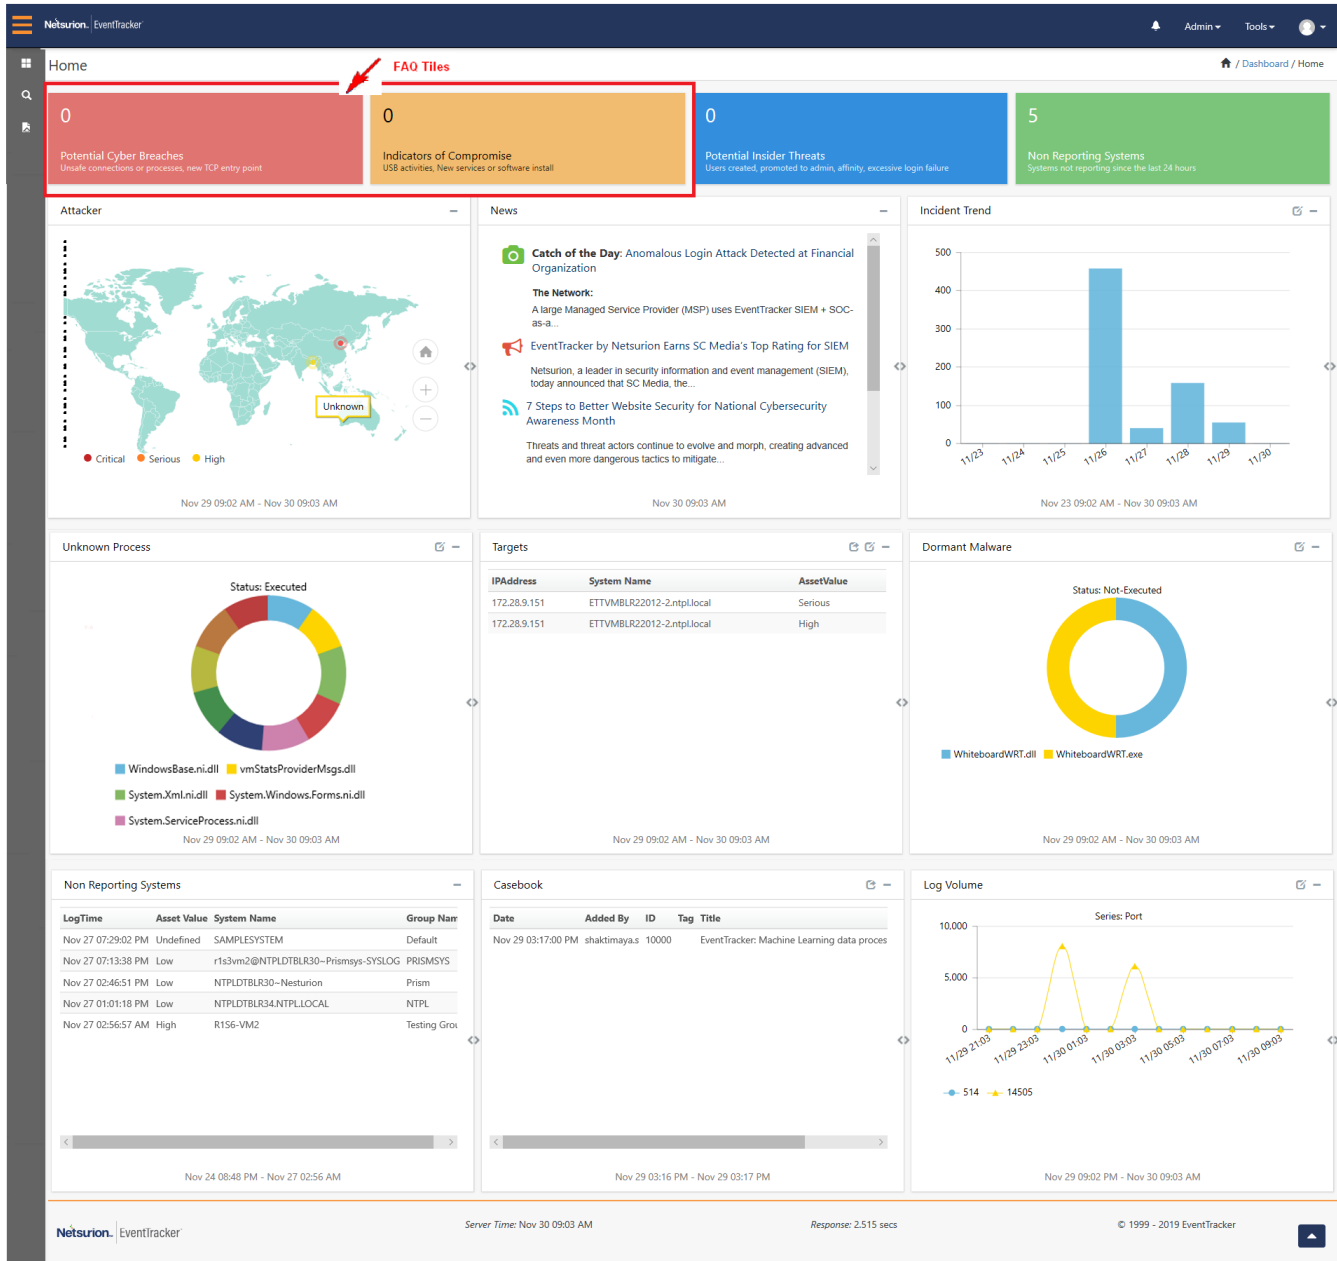 Netsurion. EventTracker
Admin
Tools
Home
FAQ Tiles
/ Dashboard / Home
0
Potential Cyber Breaches
Unsafe connections or processes, new TCP entry point
0
Indicators of Compromise
USB activities, New services or software install
0
Potential Insider Threats
Users created, promoted to admin, affinity, excessive login failure
5
Non Reporting Systems
Systems not reporting since the last 24 hours
Attacker
Unknown
Critical Serious High
Nov 29 09:02 AM - Nov 30 09:03 AM
News
Catch of the Day: Anomalous Login Attack Detected at Financial
Organization
The Network:
A large Managed Service Provider (MSP) uses EventTracker SIEM + SOC-
as-a...
EventTracker by Netsurion Earns SC Media's Top Rating for SIEM
Netsurion, a leader in security information and event management (SIEM),
today announced that SC Media, the...
7 Steps to Better Website Security for National Cybersecurity
Awareness Month
Threats and threat actors continue to evolve and morph, creating advanced
and even more dangerous tactics to mitigate...
Nov 30 09:03 AM
Incident Trend
500
400
300
200
100
0
11/23 11/24 11/25 11/26 11/27 11/28 11/29 11/30
Nov 23 09:02 AM - Nov 30 09:03 AM
Unknown Process
Status: Executed
WindowsBase.ni.dll vmStatsProviderMsgs.dll
System.Xml.ni.dll System.Windows.Forms.ni.dll
System.ServiceProcess.ni.dll
Nov 29 09:02 AM - Nov 30 09:03 AM
Targets
IPAddress System Name AssetValue
172.28.9.151 ETTVMBLR22012-2.ntpl.local Serious
172.28.9.151 ETTVMBLR22012-2.ntpl.local High
Nov 29 09:02 AM - Nov 30 09:03 AM
Dormant Malware
Status: Not-Executed
WhiteboardWRT.dll WhiteboardWRT.exe
Nov 29 09:02 AM - Nov 30 09:03 AM
Non Reporting Systems
LogTime Asset Value System Name Group Nam
Nov 27 07:29:02 PM Undefined SAMPLESYSTEM Default
Nov 27 07:13:38 PM Low r1s3vm2@NTPLDTBLR30~Prismsys-SYSLOG PRISMSYS
Nov 27 02:46:51 PM Low NTPLDTBLR30~Nesturion Prism
Nov 27 01:01:18 PM Low NTPLDTBLR34.NTPL.LOCAL NTPL
Nov 27 02:56:57 AM High R1S6-VM2 Testing Grou
Nov 24 08:48 PM - Nov 27 02:56 AM
Casebook
Date Added By ID Tag Title
Nov 29 03:17:00 PM shaktimaya.s 10000 EventTracker: Machine Learning data proces
Nov 29 03:16 PM - Nov 29 03:17 PM
Log Volume
Series: Port
10,000
5,000
0
11/29 21:03 11/29 23:03 11/30 01:03 11/30 03:03 11/30 05:03 11/30 07:03 11/30 09:03
514 14505
Nov 29 09:02 PM - Nov 30 09:03 AM
Netsurion. EventTracker
Server Time: Nov 30 09:03 AM
Response: 2.515 secs
© 1999 - 2019 EventTracker